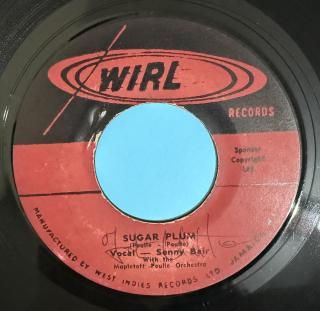 WIRL
RECORDS
Sponsor
Copyright
Ltd.
SUGAR PLUM
(Poulle - Poulle)
Vocal — Sonny Bair
With the
Mapletoft Poulle Orchestra
MANUFACTURED BY WEST INDIES RECORDS LTD. JAMAICA